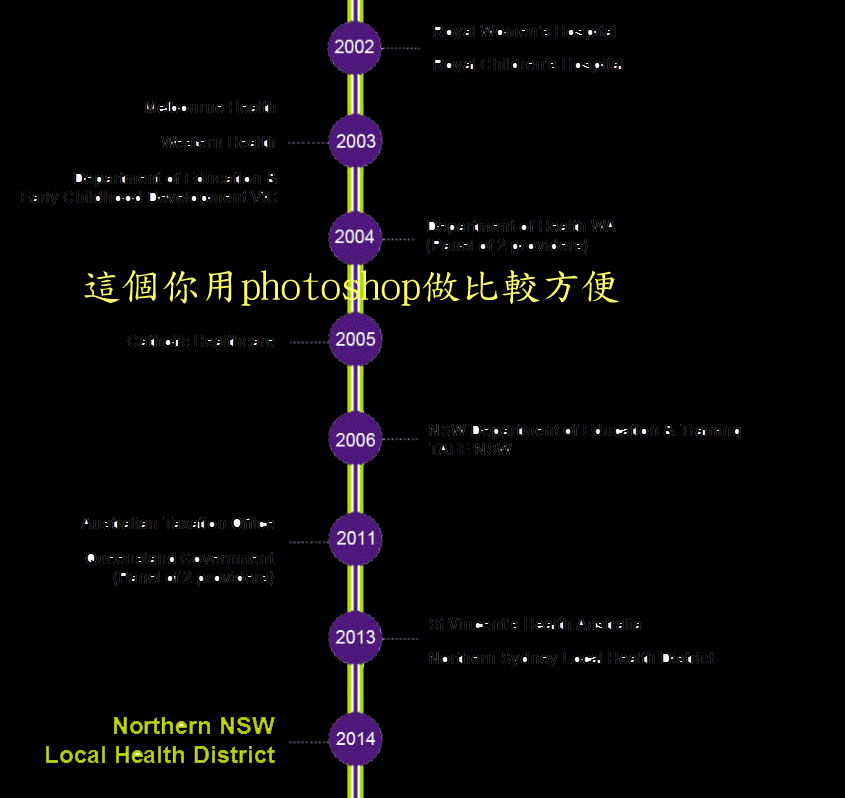 2002
Royal Women's Hospital
Royal Children's Hospital
Melbourne Health
Western Health
2003
Department of Education &
Early Childhood Development VIC
2004
Department of Health WA
(Panel of 2 providers)
這個你用photoshop做比較方便
Catholic Healthcare
2005
2006
NSW Department of Education & Training
TAFE NSW
Australian Taxation Office
2011
Queensland Government
(Panel of 2 providers)
St Vincent's Health Australia
2013
Northern Sydney Local Health District
Northern NSW
Local Health District
2014